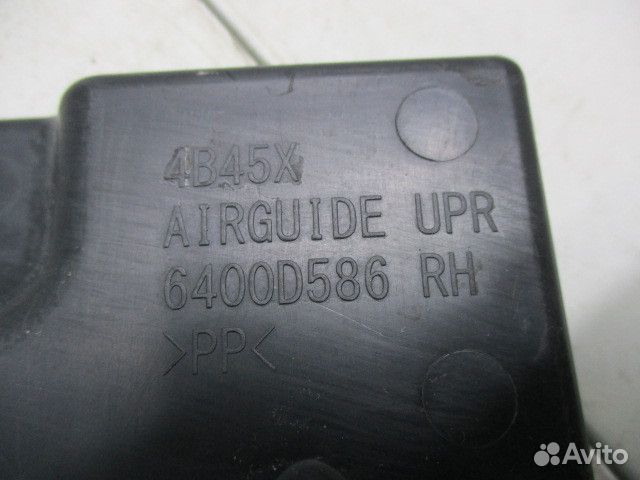 4B45X
AIRGUIDE UPR
6400D586 RH
>PP<
Avito